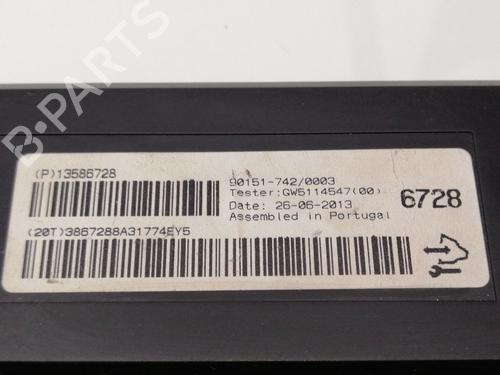 B-PARTS
(P)13586728
90151-742/0003
Tester:GW5114547(00)
Date: 26-06-2013
Assembled in Portugal
6728
(20T)3867288A31774EY5